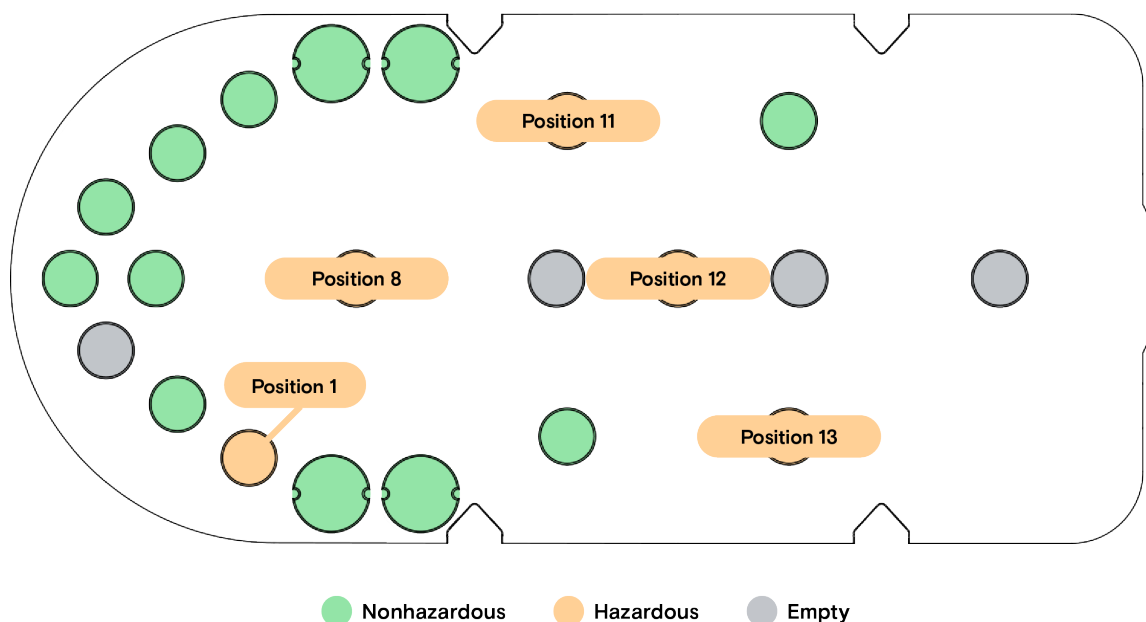 Position 11
Position 8
Position 12
Position 1
Position 13
Nonhazardous
Hazardous
Empty